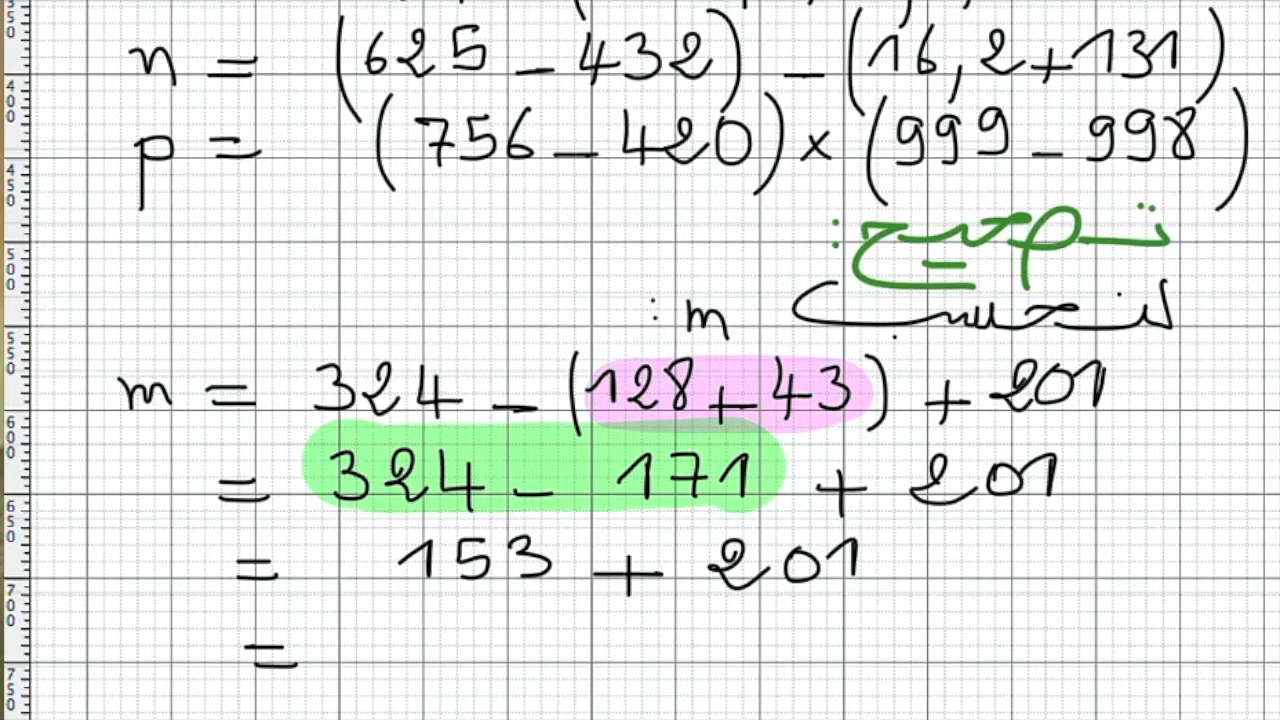 n = (625 - 432) - (16,2 + 131)
p = (756 - 420) × (999 - 998)
تصحيح:
لنحسب m :
m = 324 - (128 + 43) + 201
= 324 - 171 + 201
= 153 + 201
=